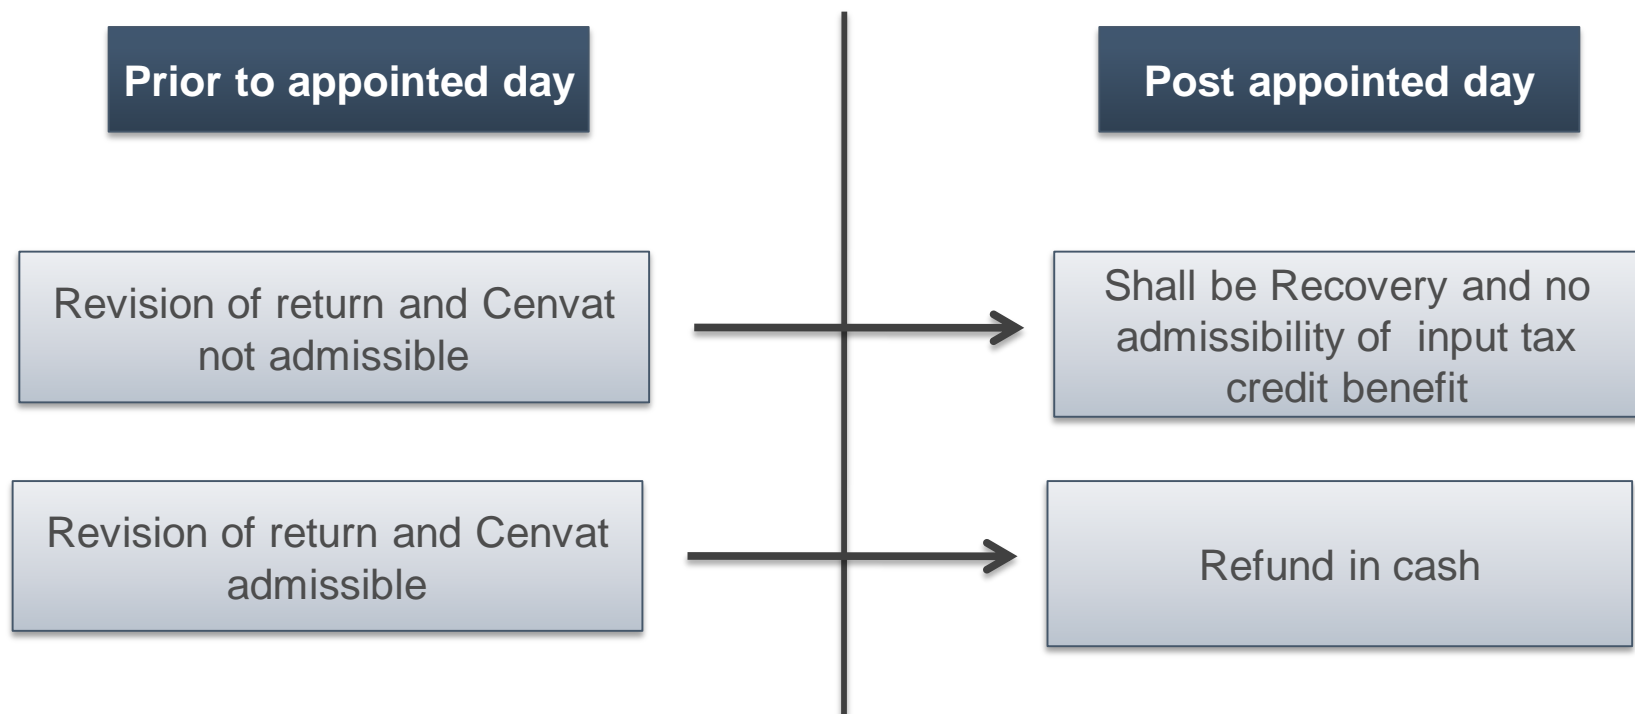 Prior to appointed day
Post appointed day
Revision of return and Cenvat
not admissible
Shall be Recovery and no
admissibility of  input tax
credit benefit
Revision of return and Cenvat
admissible
Refund in cash